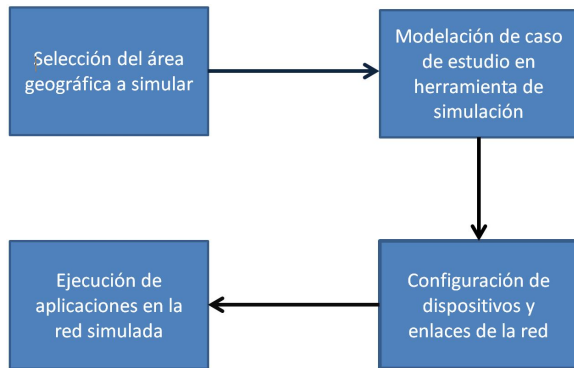 Selección del área
geográfica a simular
Modelación de caso
de estudio en
herramienta de
simulación
Configuración de
dispositivos y
enlaces de la red
Ejecución de
aplicaciones en la
red simulada